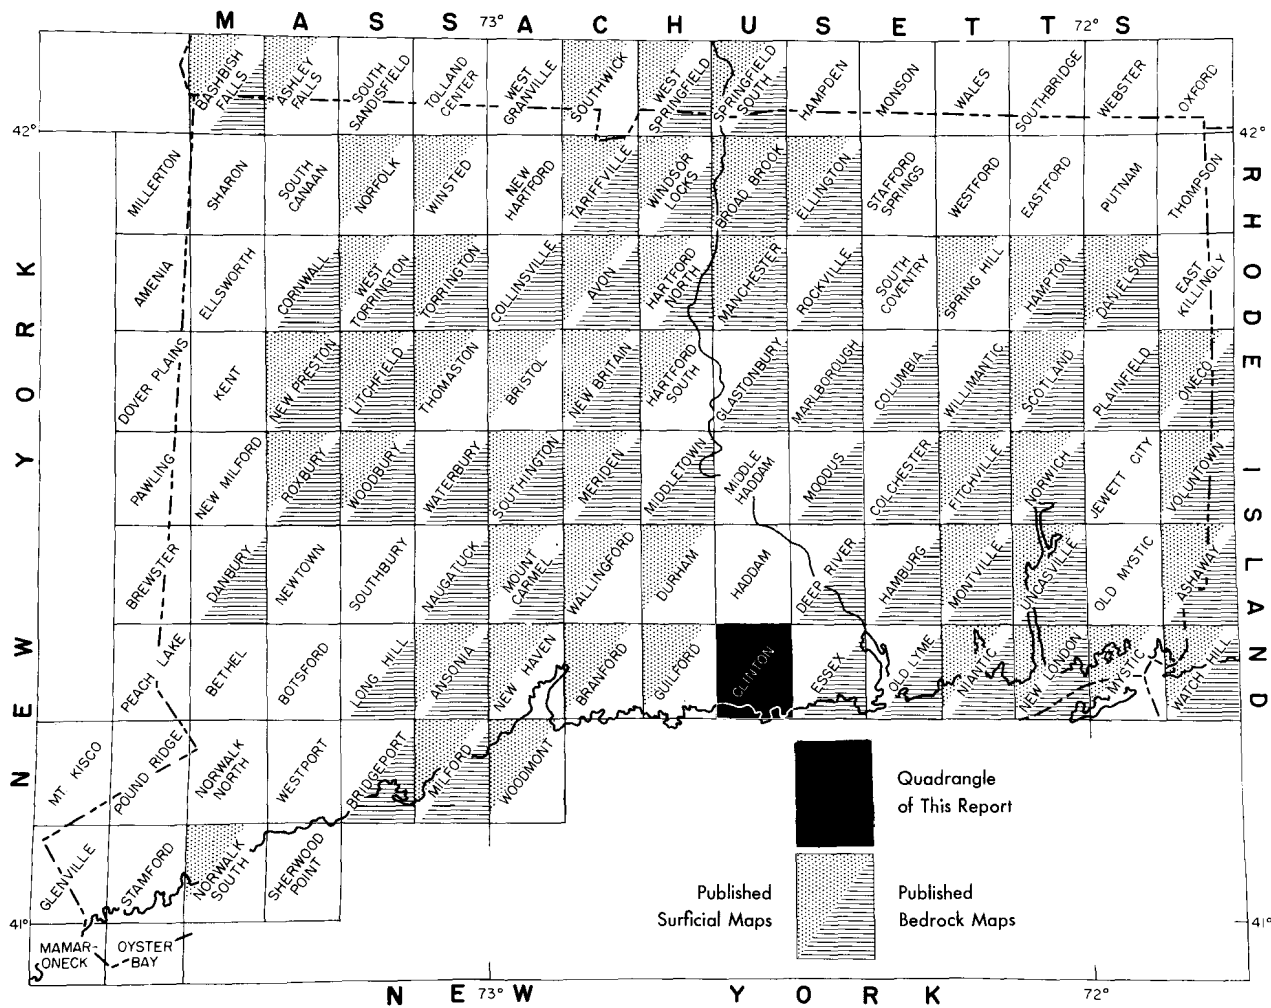 M A S S 73° A C H U S E T T 72° S
BASHBISH
FALLS
ASHLEY
FALLS
SOUTH
SANDISFIELD
TOLLAND
CENTER
WEST
GRANVILLE
SOUTHWICK
WEST
SPRINGFIELD
SPRINGFIELD
SOUTH
HAMPDEN
MONSON
WALES
SOUTHBRIDGE
WEBSTER
OXFORD
42°
42°
MILLERTON
SHARON
SOUTH
CANAAN
NORFOLK
WINSTED
NEW
HARTFORD
TARIFFVILLE
WINDSOR
LOCKS
BROAD BROOK
ELLINGTON
STAFFORD
SPRINGS
WESTFORD
EASTFORD
PUTNAM
THOMPSON
AMENIA
ELLSWORTH
CORNWALL
WEST
TORRINGTON
TORRINGTON
COLLINSVILLE
AVON
HARTFORD
NORTH
MANCHESTER
ROCKVILLE
SOUTH
COVENTRY
SPRING HILL
HAMPTON
DANIELSON
EAST
KILLINGLY
DOVER PLAINS
KENT
NEW PRESTON
LITCHFIELD
THOMASTON
BRISTOL
NEW BRITAIN
HARTFORD
SOUTH
GLASTONBURY
MARLBOROUGH
COLUMBIA
WILLIMANTIC
SCOTLAND
PLAINFIELD
ONECO
PAWLING
NEW MILFORD
ROXBURY
WOODBURY
WATERBURY
SOUTHINGTON
MERIDEN
MIDDLETOWN
MIDDLE
HADDAM
MOODUS
COLCHESTER
FITCHVILLE
NORWICH
JEWETT CITY
VOLUNTOWN
BREWSTER
DANBURY
NEWTOWN
SOUTHBURY
NAUGATUCK
MOUNT
CARMEL
WALLINGFORD
DURHAM
HADDAM
DEEP RIVER
HAMBURG
MONTVILLE
UNCASVILLE
OLD MYSTIC
ASHAWAY
PEACH LAKE
BETHEL
BOTSFORD
LONG HILL
ANSONIA
NEW HAVEN
BRANFORD
GUILFORD
CLINTON
ESSEX
OLD LYME
NIANTIC
NEW LONDON
MYSTIC
WATCH HILL
MT KISCO
POUND RIDGE
NORWALK
NORTH
WESTPORT
BRIDGEPORT
MILFORD
WOODMONT
GLENVILLE
STAMFORD
NORWALK
SOUTH
SHERWOOD
POINT
MAMAR-
ONECK
OYSTER
BAY
NEW YORK
RHODE ISLAND
Quadrangle
of This Report
Published
Surficial Maps
Published
Bedrock Maps
41°
41°
N E 73° W Y O R K 72°